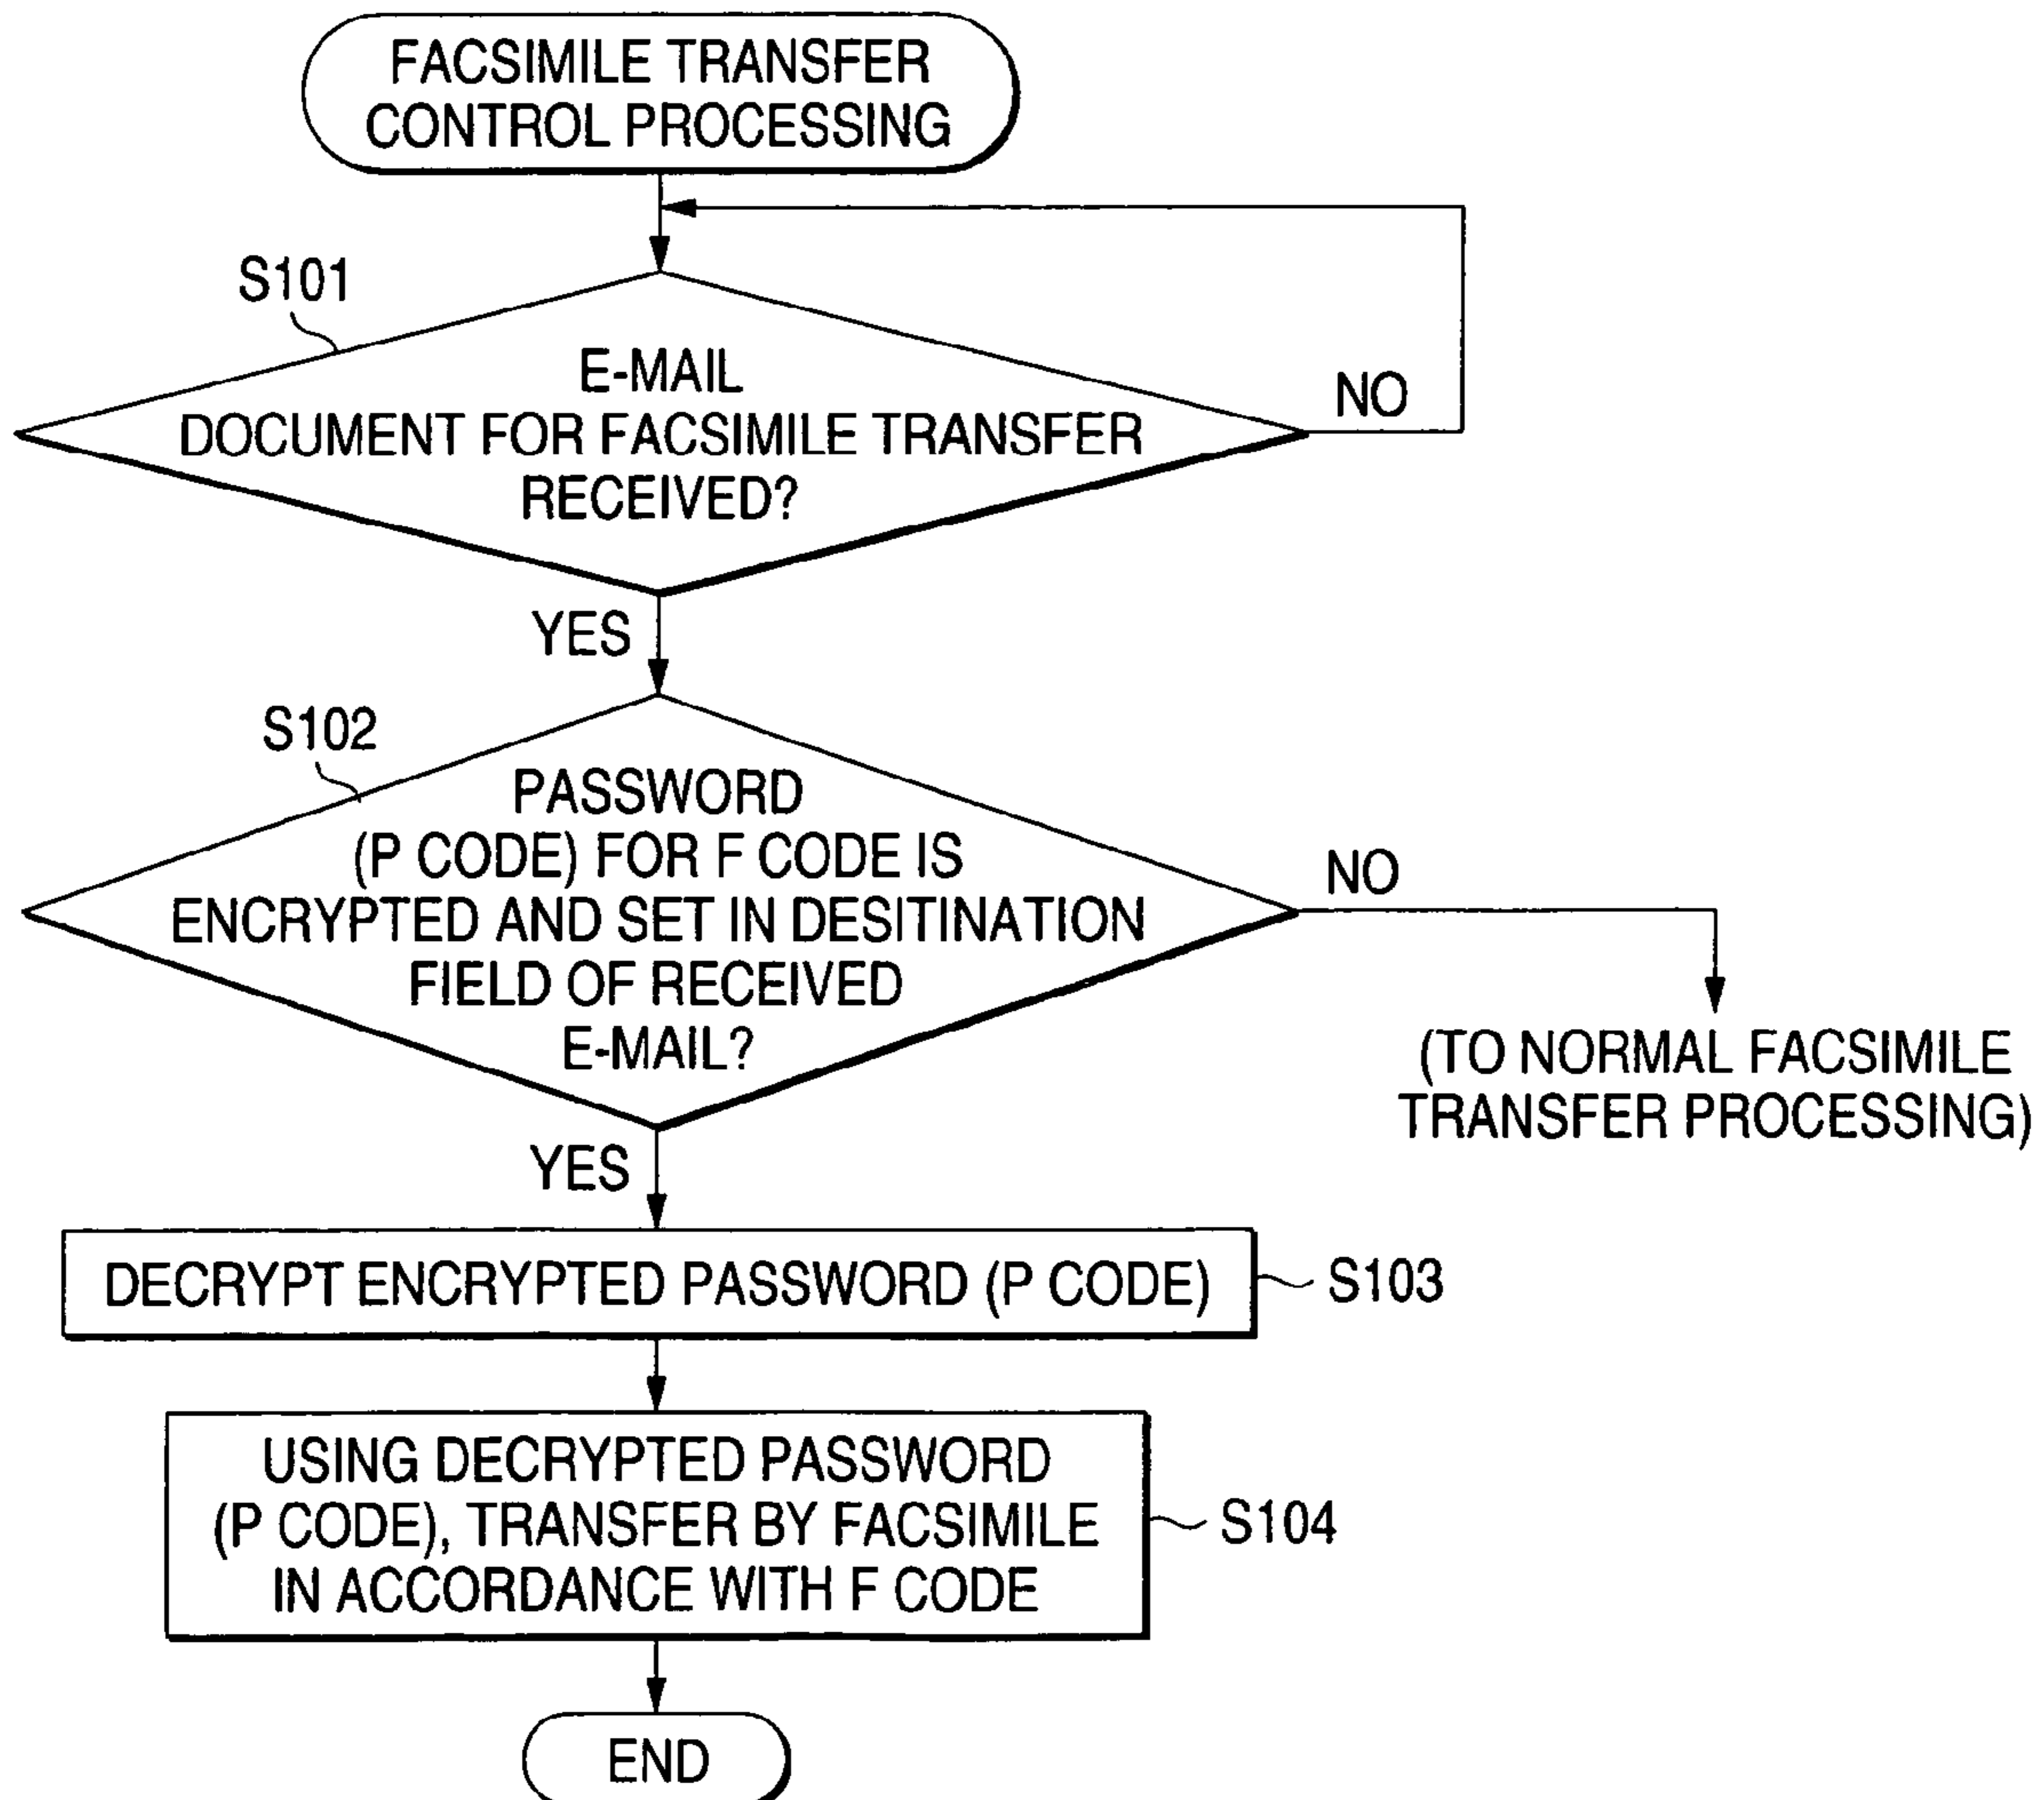 FACSIMILE TRANSFER
CONTROL PROCESSING
S101
E-MAIL
DOCUMENT FOR FACSIMILE TRANSFER
RECEIVED?
NO
YES
S102
PASSWORD
(P CODE) FOR F CODE IS
ENCRYPTED AND SET IN DESITINATION
FIELD OF RECEIVED
E-MAIL?
NO
(TO NORMAL FACSIMILE
TRANSFER PROCESSING)
YES
DECRYPT ENCRYPTED PASSWORD (P CODE)
S103
USING DECRYPTED PASSWORD
(P CODE), TRANSFER BY FACSIMILE
IN ACCORDANCE WITH F CODE
S104
END